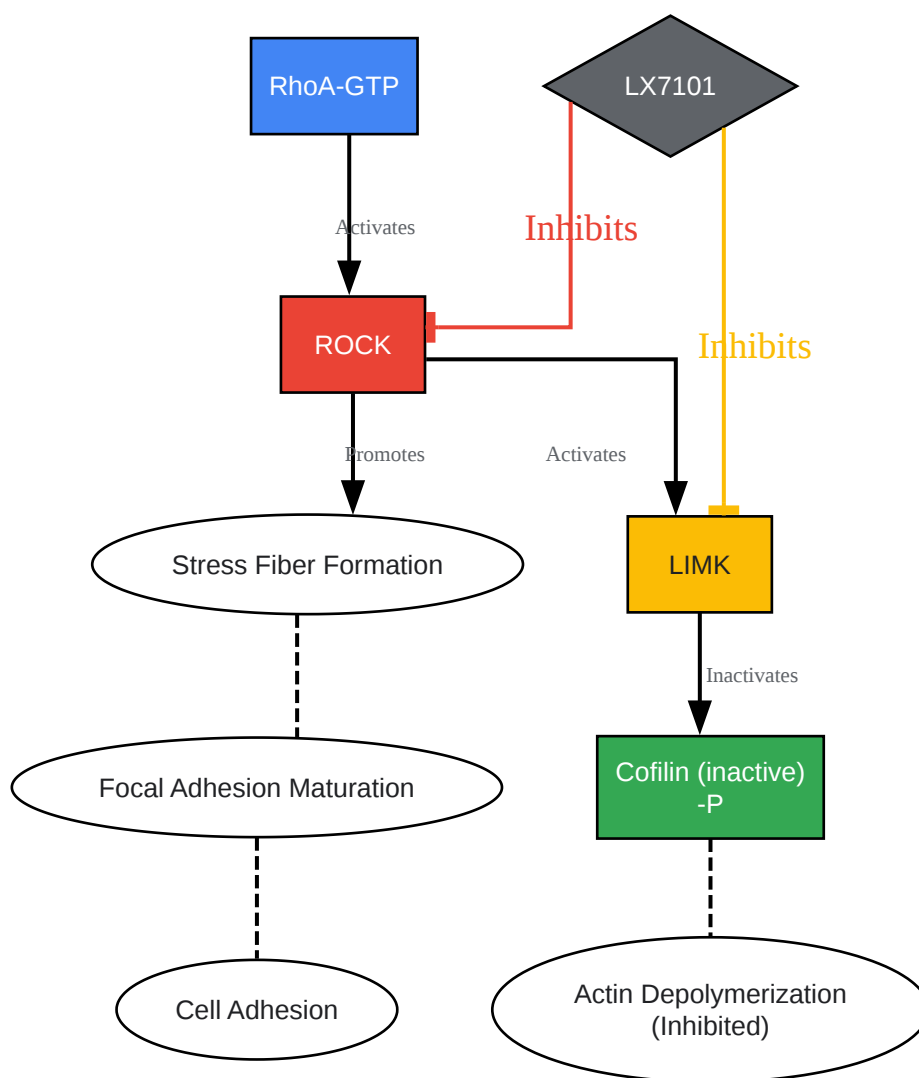 RhoA-GTP
LX7101
Activates
Inhibits
ROCK
Inhibits
Promotes
Activates
Stress Fiber Formation
LIMK
Inactivates
Focal Adhesion Maturation
Cofilin (inactive)
-P
Cell Adhesion
Actin Depolymerization
(Inhibited)